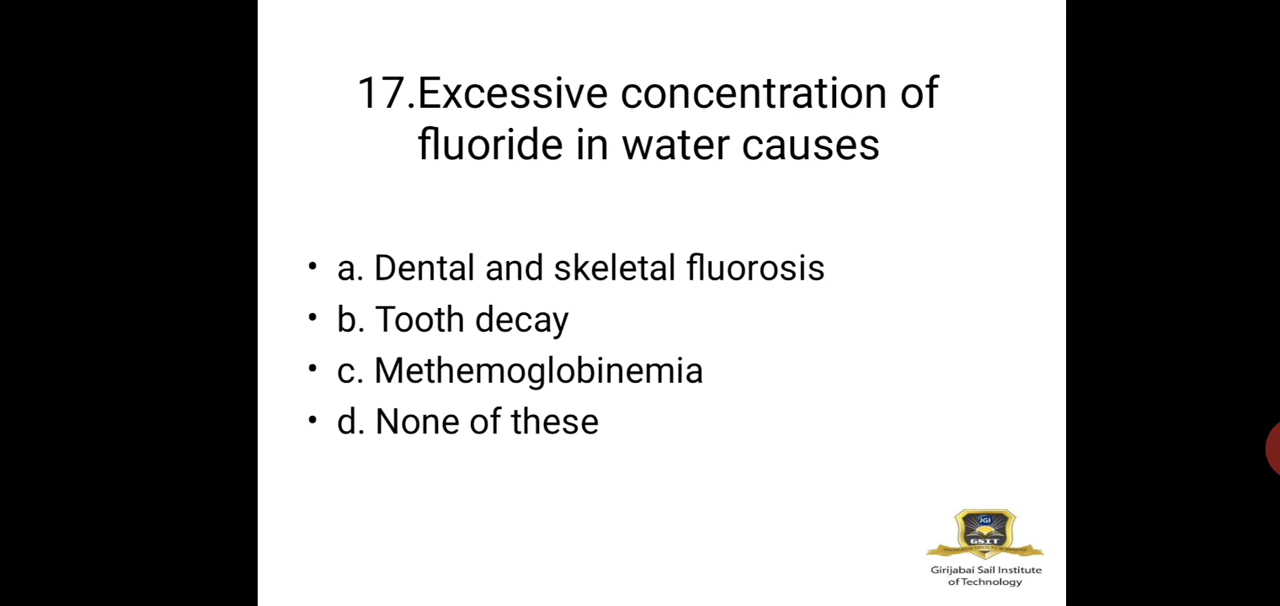 17.Excessive concentration of
fluoride in water causes
• a. Dental and skeletal fluorosis
• b. Tooth decay
• c. Methemoglobinemia
• d. None of these
JGI
GSIT
Girijabai Sail Institute
of Technology